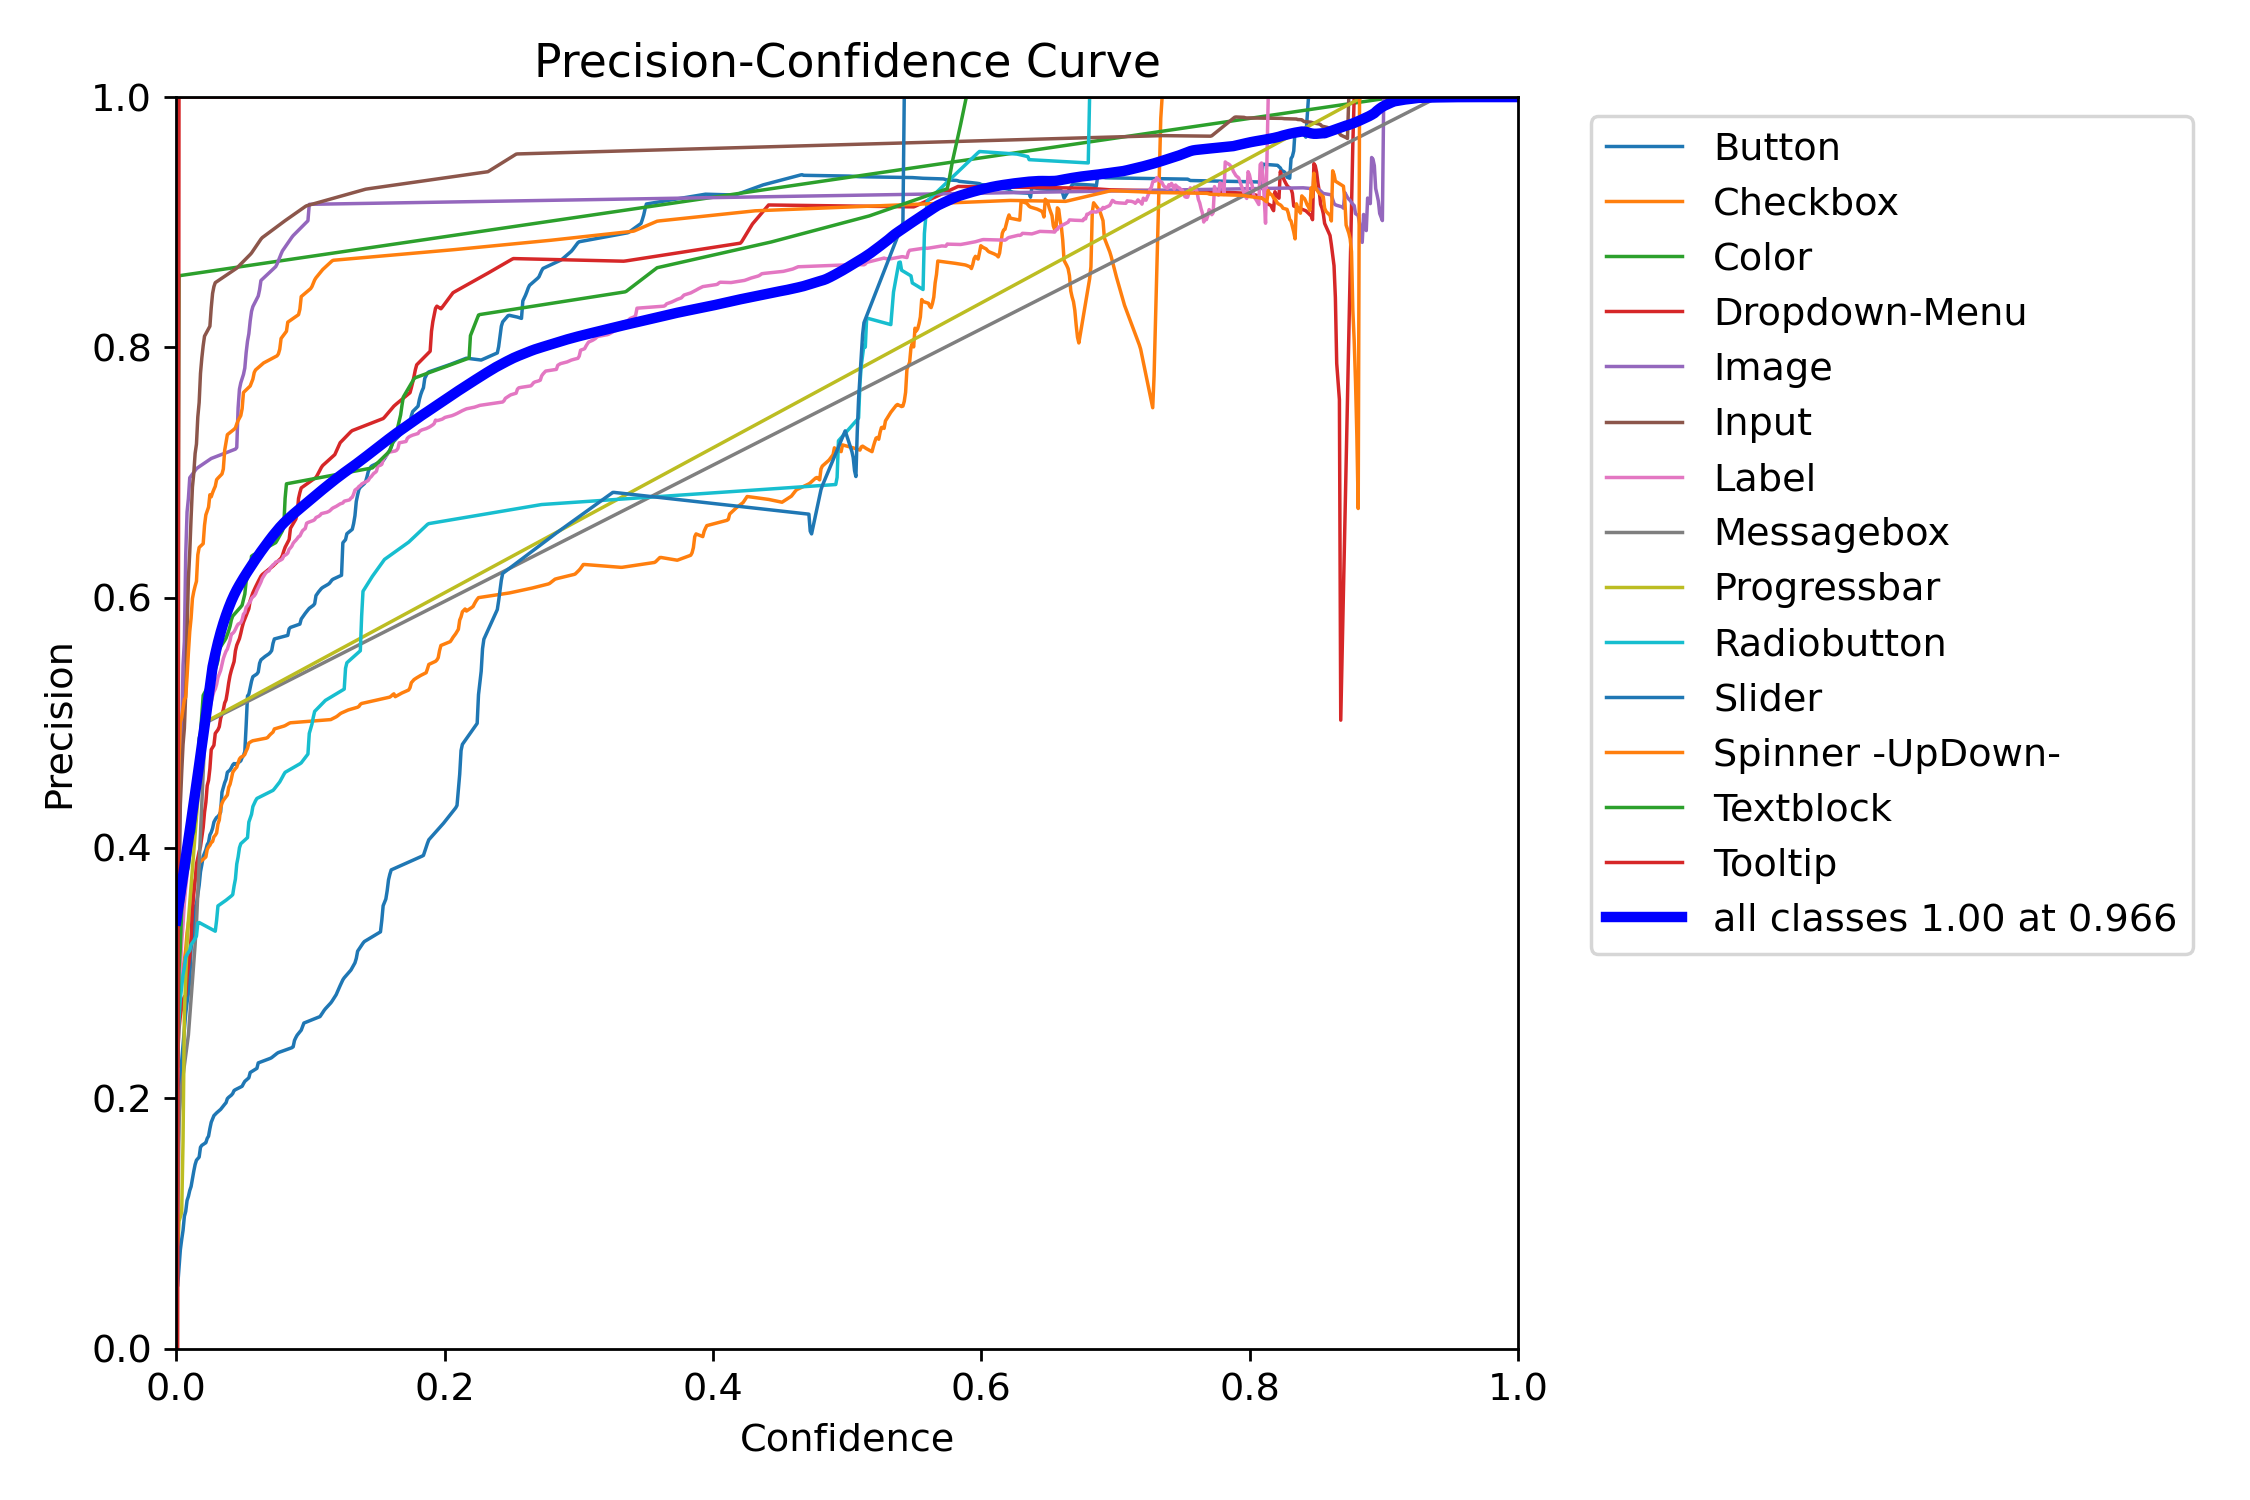 Precision-Confidence Curve
1.0
0.8
0.6
0.4
0.2
0.0
Precision
0.0 0.2 0.4 0.6 0.8 1.0
Confidence
Button
Checkbox
Color
Dropdown-Menu
Image
Input
Label
Messagebox
Progressbar
Radiobutton
Slider
Spinner -UpDown-
Textblock
Tooltip
all classes 1.00 at 0.966